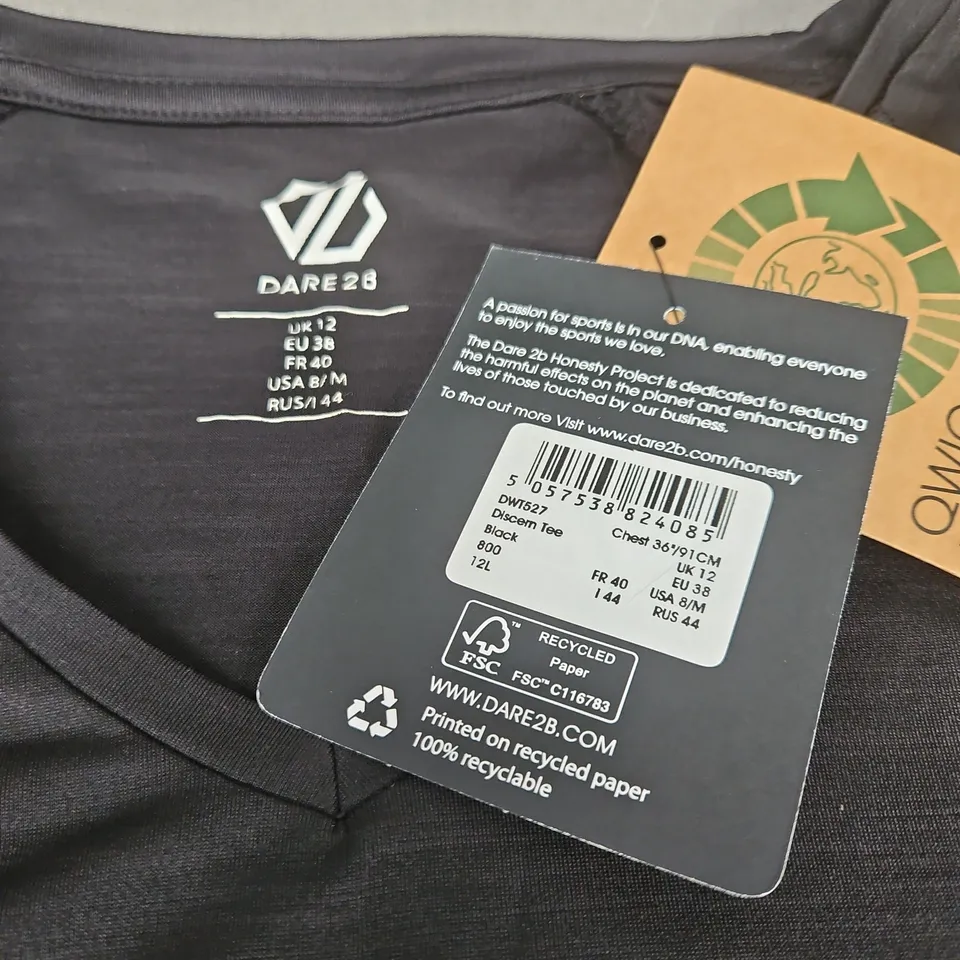 DARE2B
UK 12
EU 38
FR 40
USA 8/M
RUS/I 44
A passion for sports is in our DNA, enabling everyone
to enjoy the sports we love.
The Dare 2b Honesty Project is dedicated to reducing
the harmful effects on the planet and enhancing the
lives of those touched by our business.
To find out more Visit www.dare2b.com/honesty
5 057538 824085
DWT527
Discern Tee
Black
800
12L
Chest 36"/91CM
UK 12
FR 40 EU 38
I 44 USA 8/M
RUS 44
FSC™
RECYCLED
Paper
FSC™ C116783
WWW.DARE2B.COM
Printed on recycled paper
100% recyclable